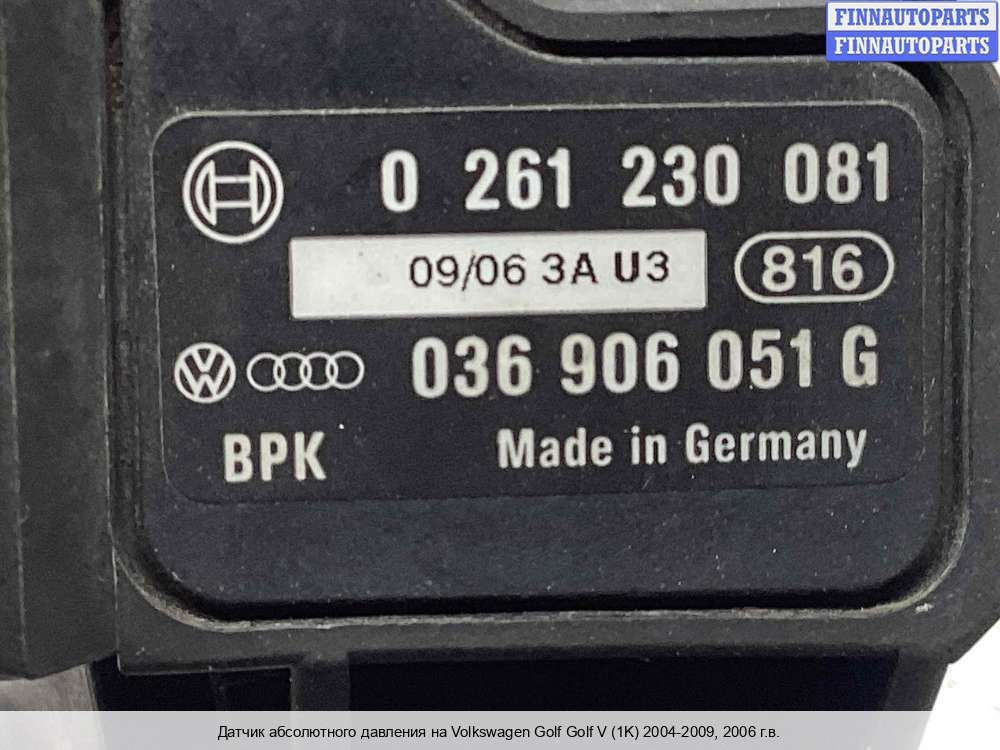 FINNAUTOPARTS
FINNAUTOPARTS
0 261 230 081
09/06 3A U3
816
036 906 051 G
BPK
Made in Germany
Датчик абсолютного давления на Volkswagen Golf Golf V (1K) 2004-2009, 2006 г.в.